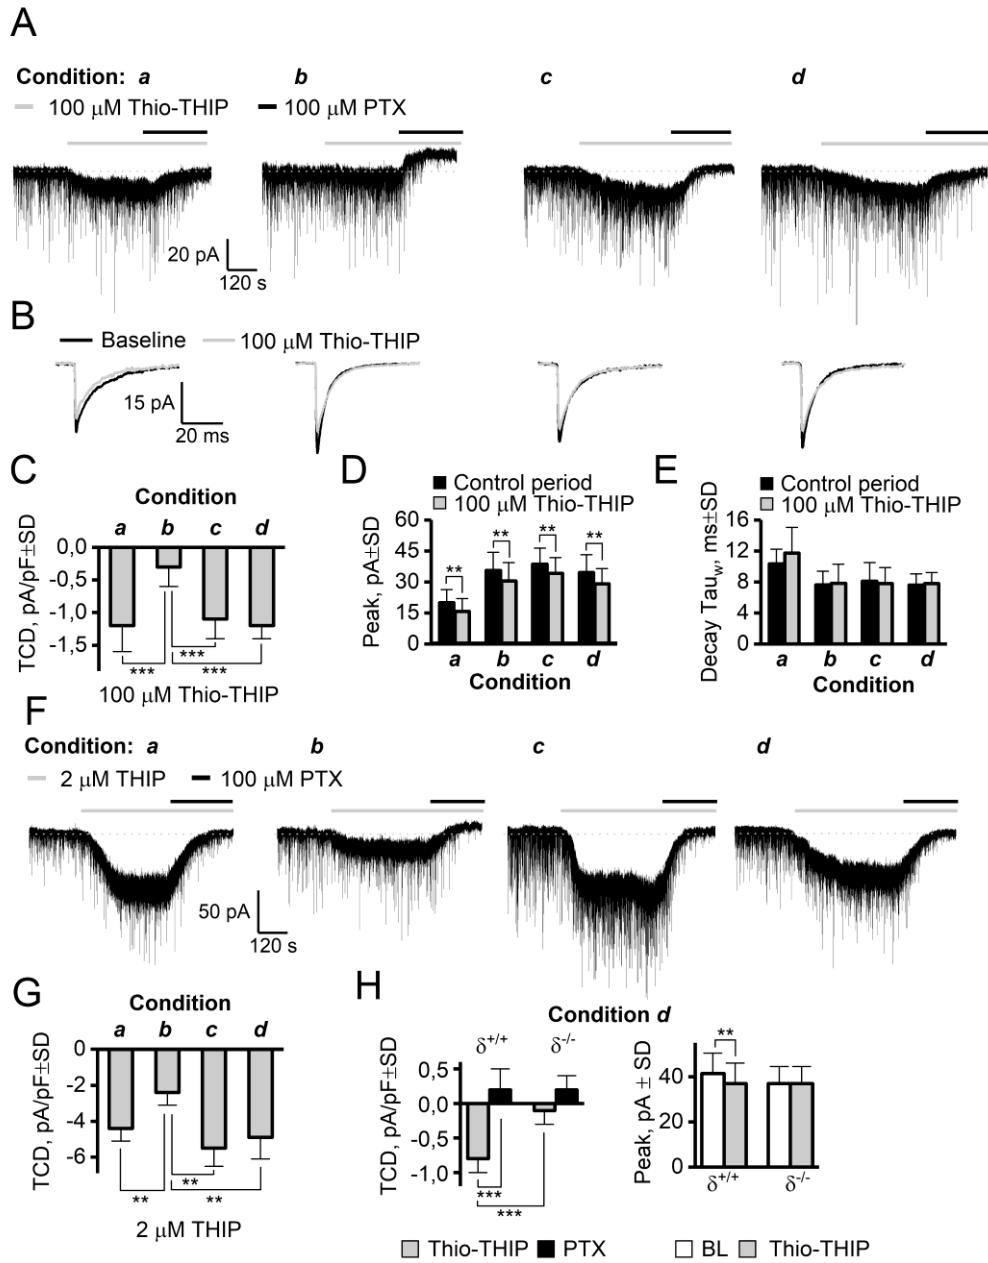 A
Condition: a b c d
100 μM Thio-THIP 100 μM PTX
20 pA
120 s
B
Baseline 100 μM Thio-THIP
15 pA
20 ms
C
Condition
a b c d
0,0
-0,5
-1,0
-1,5
TCD, pA/pF±SD
*** *** ***
100 μM Thio-THIP
D
Control period
100 μM Thio-THIP
60
45
30
15
0
Peak, pA±SD
** ** ** **
a b c d
Condition
E
Control period
100 μM Thio-THIP
16
12
8
4
0
Decay Tauw, ms±SD
a b c d
Condition
F
Condition: a b c d
2 μM THIP 100 μM PTX
50 pA
120 s
G
Condition
a b c d
0
-2
-4
-6
TCD, pA/pF±SD
** ** **
2 μM THIP
H
Condition d
δ+/+ δ-/-
0,5
0,0
-0,5
-1,0
TCD, pA/pF±SD
***
***
Thio-THIP PTX
**
40
20
0
Peak, pA ± SD
δ+/+ δ-/-
BL Thio-THIP